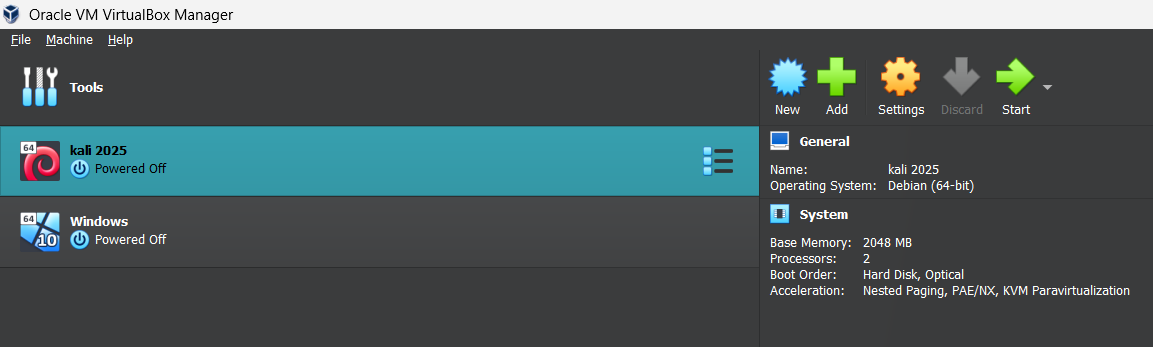 Oracle VM VirtualBox Manager
File Machine Help
Tools
New Add Settings Discard Start
64
kali 2025
Powered Off
64
10
Windows
Powered Off
General
Name: kali 2025
Operating System: Debian (64-bit)
System
Base Memory: 2048 MB
Processors: 2
Boot Order: Hard Disk, Optical
Acceleration: Nested Paging, PAE/NX, KVM Paravirtualization